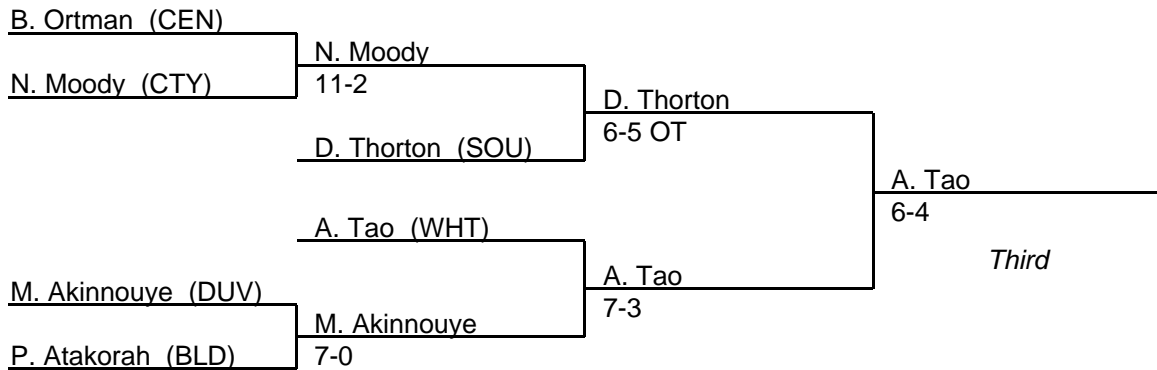 B. Ortman (CEN)
N. Moody
N. Moody (CTY)
11-2
D. Thorton
6-5 OT
D. Thorton (SOU)
A. Tao
6-4
A. Tao (WHT)
Third
A. Tao
7-3
M. Akinnouye (DUV)
M. Akinnouye
7-0
P. Atakorah (BLD)